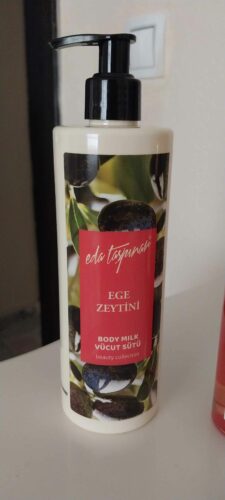 eda taşpınar
EGE
ZEYTİNİ
BODY MILK
VÜCUT SÜTÜ
beauty collection